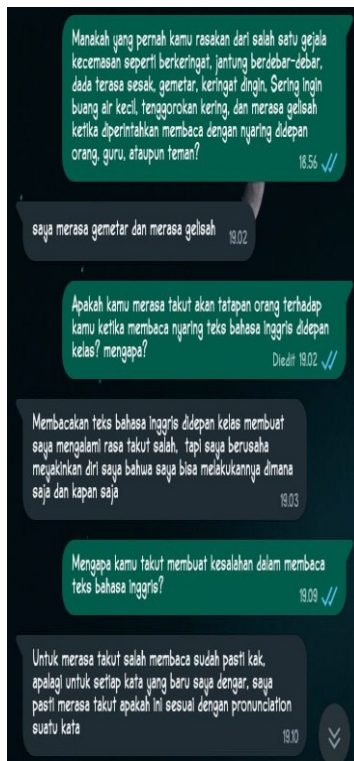 Manakah yang pernah kamu rasakan dari salah satu gejala
kecemasan seperti berkeringat, jantung berdebar-debar,
dada terasa sesak, gemetar, keringat dingin, Sering ingin
buang air kecil, tenggorokan kering, dan merasa gelisah
ketika diperintahkan membaca dengan nyaring didepan
orang, guru, ataupun teman?
18.56
saya merasa gemetar dan merasa gelisah
19.02
Apakah kamu merasa takut akan tatapan orang terhadap
kamu ketika membaca nyaring teks bahasa inggris didepan
kelas? mengapa?
Diedit 19.02
Membacakan teks bahasa inggris didepan kelas membuat
saya mengalami rasa takut salah, tapi saya berusaha
meyakinkan diri saya bahwa saya bisa melakukannya dimana
saja dan kapan saja
19.03
Mengapa kamu takut membuat kesalahan dalam membaca
teks bahasa inggris?
19.09
Untuk merasa takut salah membaca sudah pasti kak,
apalagi untuk setiap kata yang baru saya dengar, saya
pasti merasa takut apakah ini sesuai dengan pronunciation
suatu kata
19.10